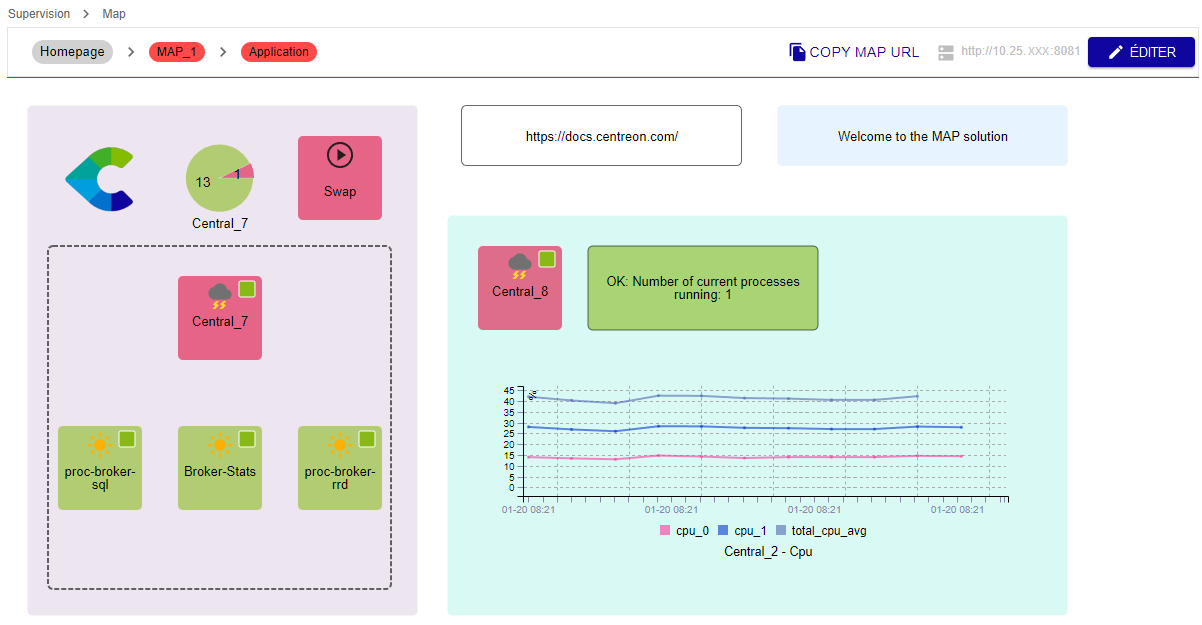 Supervision > Map
Homepage > MAP_1 > Application
COPY MAP URL
http://10.25.XXX:8081
ÉDITER
13
1
Central_7
Swap
Central_7
proc-broker-
sql
Broker-Stats
proc-broker-
rrd
https://docs.centreon.com/
Welcome to the MAP solution
Central_8
OK: Number of current processes
running: 1
%
45
40
35
30
25
20
15
10
5
0
01-20 08:21
01-20 08:21
01-20 08:21
01-20 08:21
cpu_0 cpu_1 total_cpu_avg
Central_2 - Cpu